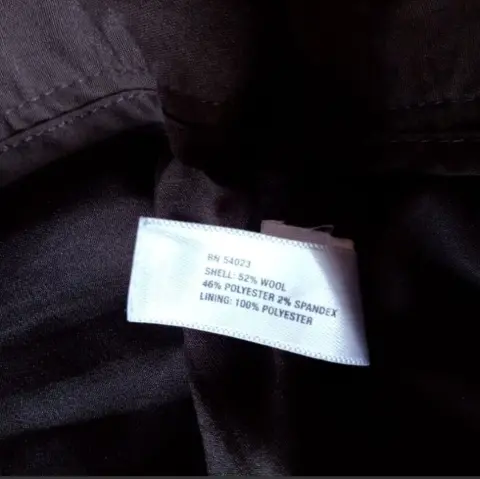 RN 54023
SHELL: 52% WOOL
46% POLYESTER 2% SPANDEX
LINING: 100% POLYESTER